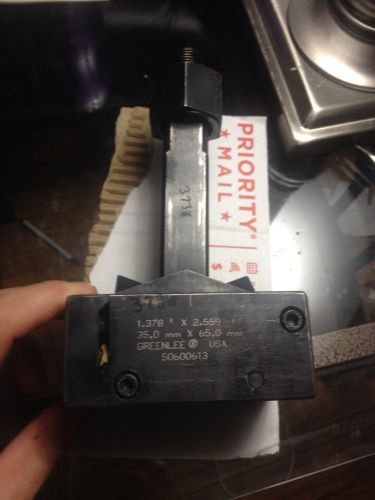 PRIORITY®
★ MAIL ★
3738
1.378 " X 2.559 "
35,0 mm X 65,0 mm
GREENLEE ® USA
50600613